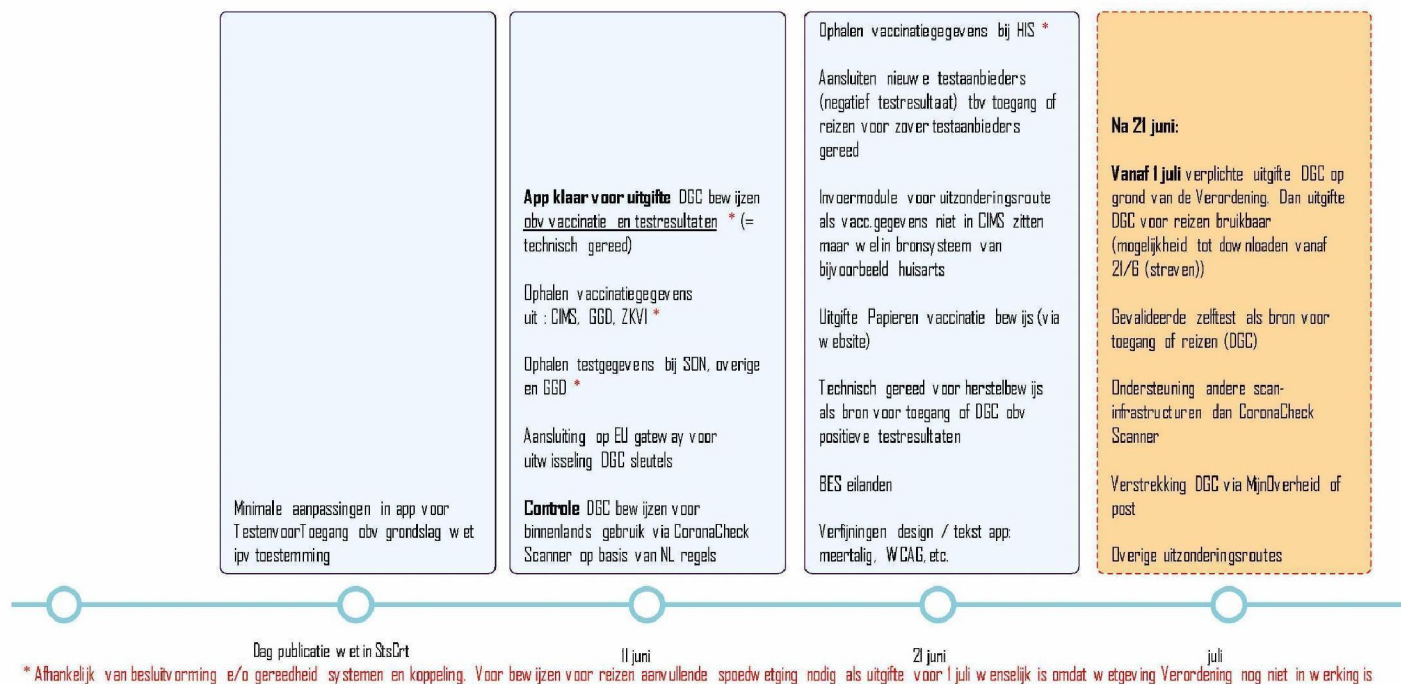 Minimale aanpassingen in app voor
TestenvoorToegang obv grondslag wet
ipv toestemming
App klaar voor uitgifte DGC bewijzen
obv vaccinatie en testresultaten * (=
technisch gereed)
Ophalen vaccinatiegegevens
uit : CIMS, GGD, ZKVI *
Ophalen testgegevens bij SON, overige
en GGD *
Aansluiting op EU gateway voor
uitwisseling DGC sleutels
Controle DGC bewijzen voor
binnenlands gebruik via CoronaCheck
Scanner op basis van NL regels
Ophalen vaccinatiegegevens bij HIS *
Aansluiten nieuwe testaanbieders
(negatief testresultaat) tbv toegang of
reizen voor zover testaanbieders
gereed
Invoermodule voor uitzonderingsroute
als vacc.gegevens niet in CIMS zitten
maar wel in bronsysteem van
bijvoorbeeld huisarts
Uitgifte Papieren vaccinatie bewijs (via
website)
Technisch gereed voor herstelbewijs
als bron voor toegang of DGC obv
positieve testresultaten
BES eilanden
Verfijningen design / tekst app:
meertalig, WCAG, etc.
Na 21 juni:
Vanaf 1 juli verplichte uitgifte DGC op
grond van de Verordening. Dan uitgifte
DGC voor reizen bruikbaar
(mogelijkheid tot downloaden vanaf
21/6 (streven))
Gevalideerde zelftest als bron voor
toegang of reizen (DGC)
Ondersteuning andere scan-
infrastructuren dan CoronaCheck
Scanner
Verstrekking DGC via MijnOverheid of
post
Overige uitzonderingsroutes
Dag publicatie wet in StsCrt
11 juni
21 juni
juli
* Afhankelijk van besluitvorming e/o gereedheid systemen en koppeling. Voor bewijzen voor reizen aanvullende spoedwetging nodig als uitgifte voor 1 juli wenselijk is omdat wetgeving Verordening nog niet in werking is